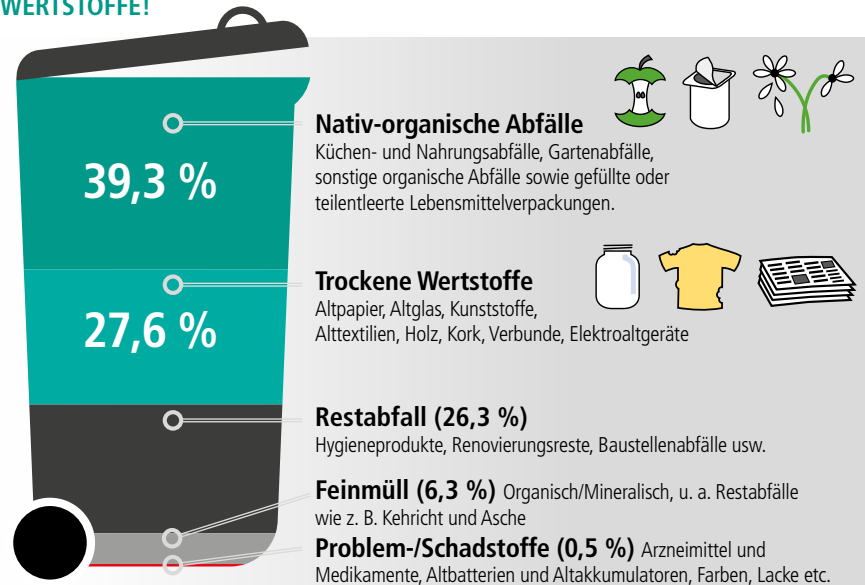 WERTSTOFFE!
39,3 %
Nativ-organische Abfälle
Küchen- und Nahrungsabfälle, Gartenabfälle,
sonstige organische Abfälle sowie gefüllte oder
teilentleerte Lebensmittelverpackungen.
27,6 %
Trockene Wertstoffe
Altpapier, Altglas, Kunststoffe,
Alttextilien, Holz, Kork, Verbunde, Elektroaltgeräte
Restabfall (26,3 %)
Hygieneprodukte, Renovierungsreste, Baustellenabfälle usw.
Feinmüll (6,3 %) Organisch/Mineralisch, u. a. Restabfälle
wie z. B. Kehricht und Asche
Problem-/Schadstoffe (0,5 %) Arzneimittel und
Medikamente, Altbatterien und Altakkumulatoren, Farben, Lacke etc.